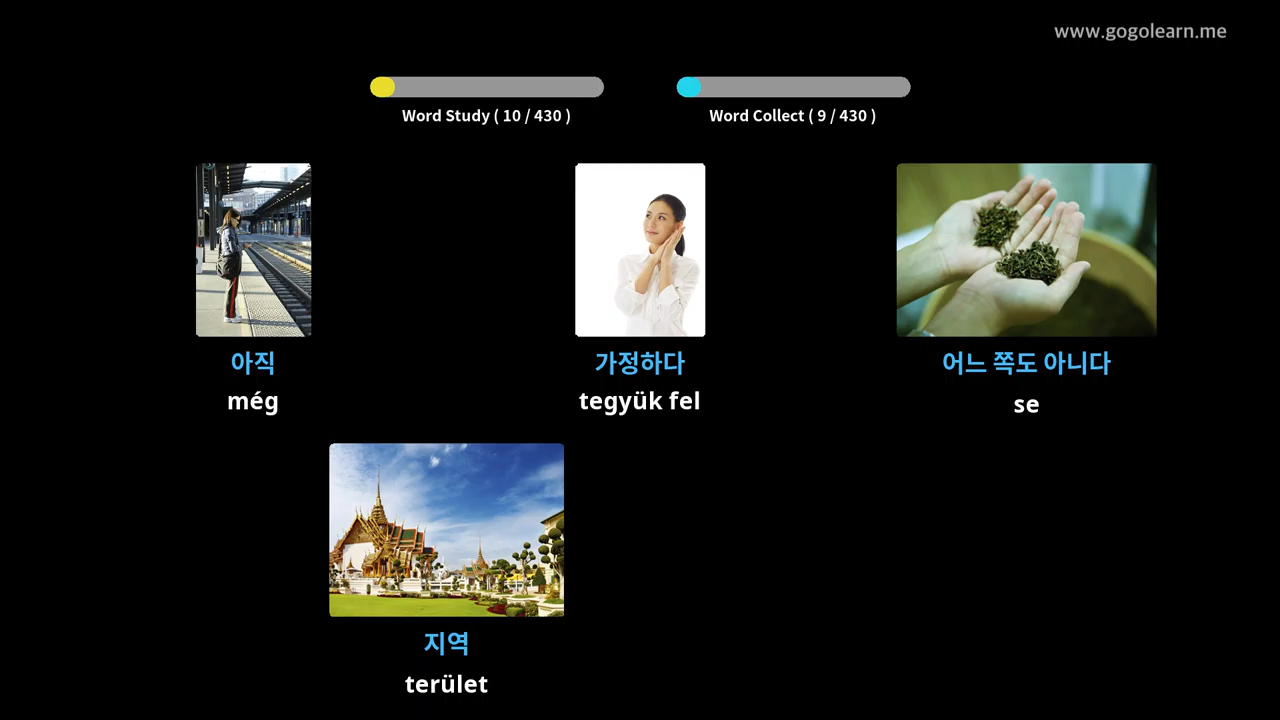 www.gogolearn.me
Word Study ( 10 / 430 )
Word Collect ( 9 / 430 )
아직
még
가정하다
tegyük fel
어느 쪽도 아니다
se
지역
terület